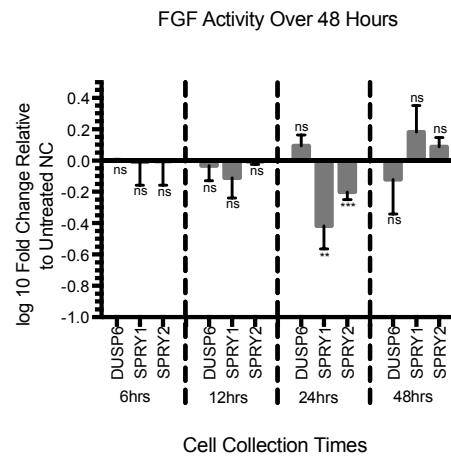 FGF Activity Over 48 Hours
log 10 Fold Change Relative
to Untreated NC
0.4
0.2
0.0
-0.2
-0.4
-0.6
-0.8
-1.0
ns
ns
ns
ns
ns
ns
ns
**
***
ns
ns
ns
DUSP6
SPRY1
SPRY2
DUSP6
SPRY1
SPRY2
DUSP6
SPRY1
SPRY2
DUSP6
SPRY1
SPRY2
6hrs
12hrs
24hrs
48hrs
Cell Collection Times